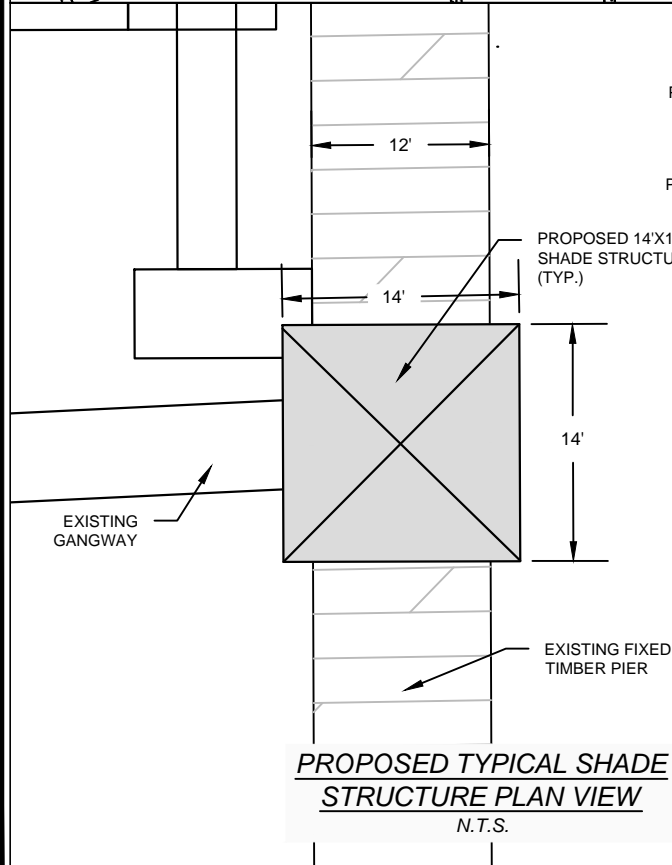 12'
PROPOSED 14'X1
SHADE STRUCTU
(TYP.)
14'
14'
EXISTING
GANGWAY
EXISTING FIXED
TIMBER PIER
PROPOSED TYPICAL SHADE
STRUCTURE PLAN VIEW
N.T.S.